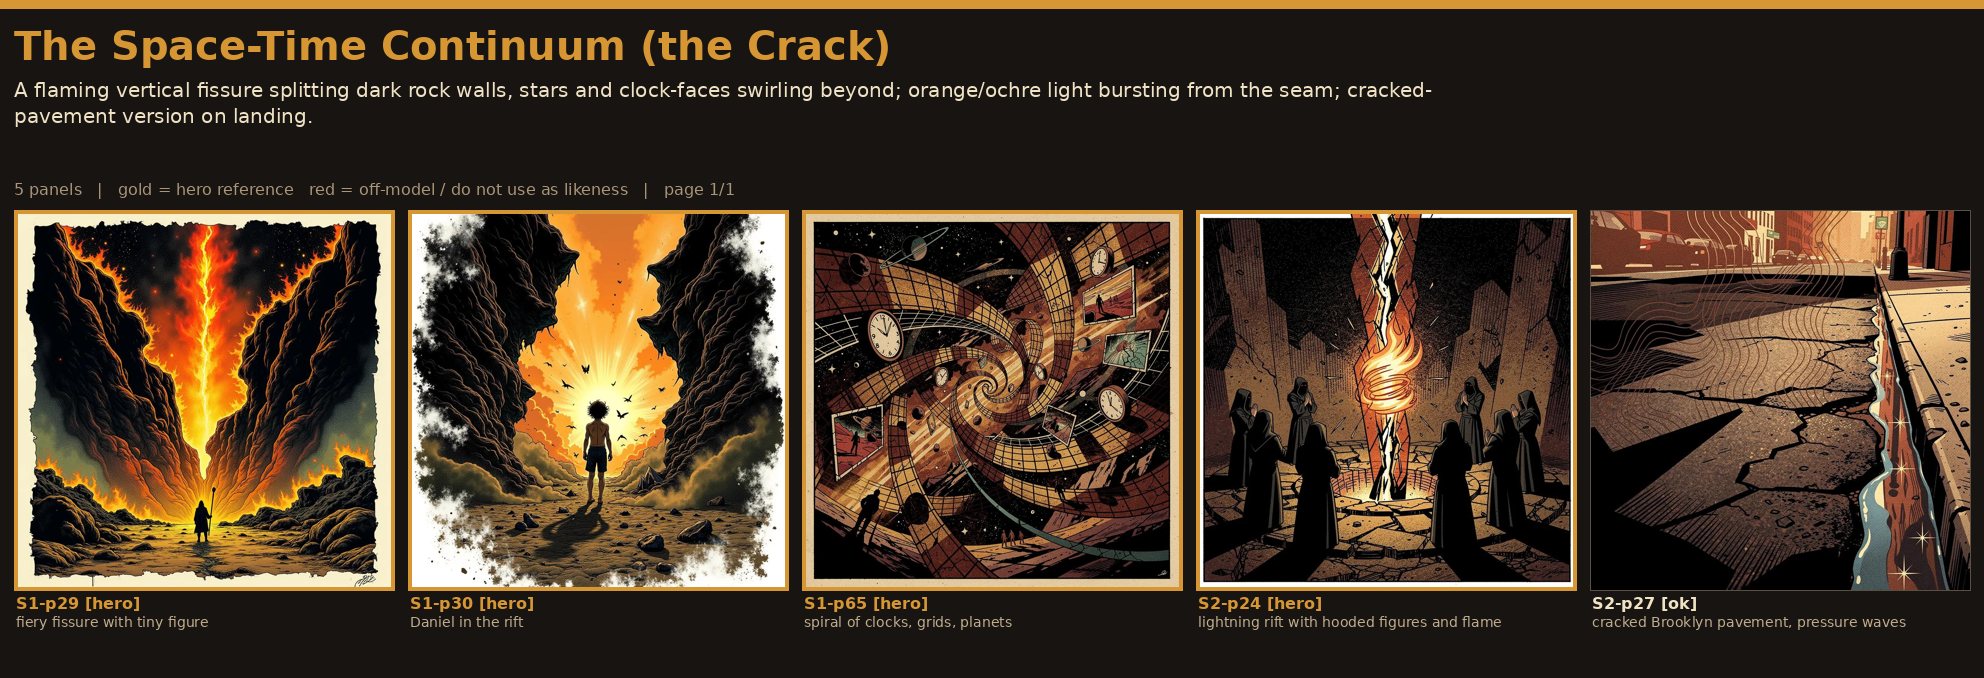 The Space-Time Continuum (the Crack)
A flaming vertical fissure splitting dark rock walls, stars and clock-faces swirling beyond; orange/ochre light bursting from the seam; cracked-
pavement version on landing.
5 panels | gold = hero reference red = off-model / do not use as likeness | page 1/1
S1-p29 [hero]
fiery fissure with tiny figure
S1-p30 [hero]
Daniel in the rift
S1-p65 [hero]
spiral of clocks, grids, planets
S2-p24 [hero]
lightning rift with hooded figures and flame
S2-p27 [ok]
cracked Brooklyn pavement, pressure waves